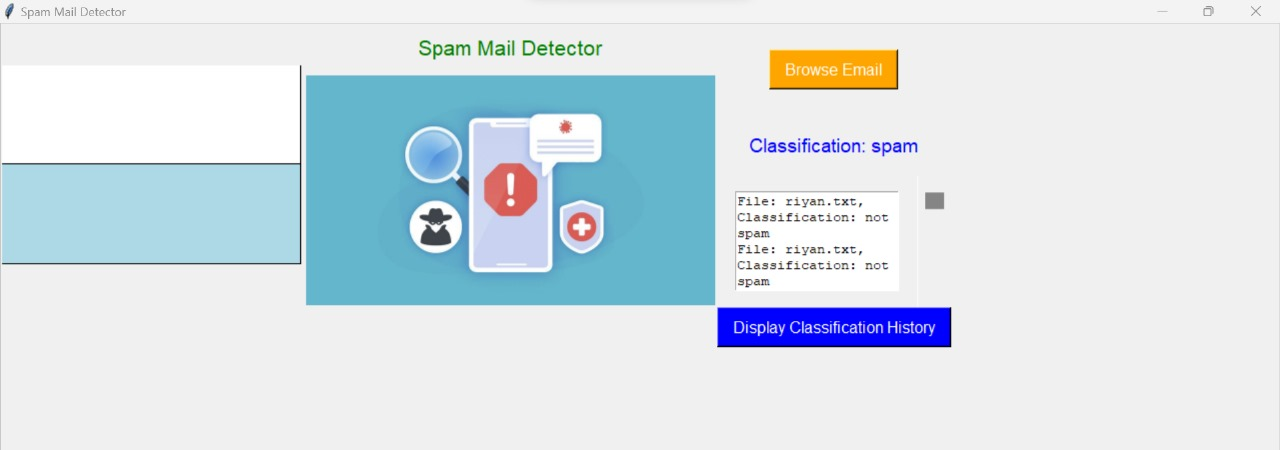 Spam Mail Detector
Spam Mail Detector
Browse Email
Classification: spam
File: riyan.txt,
Classification: not
spam
File: riyan.txt,
Classification: not
spam
Display Classification History